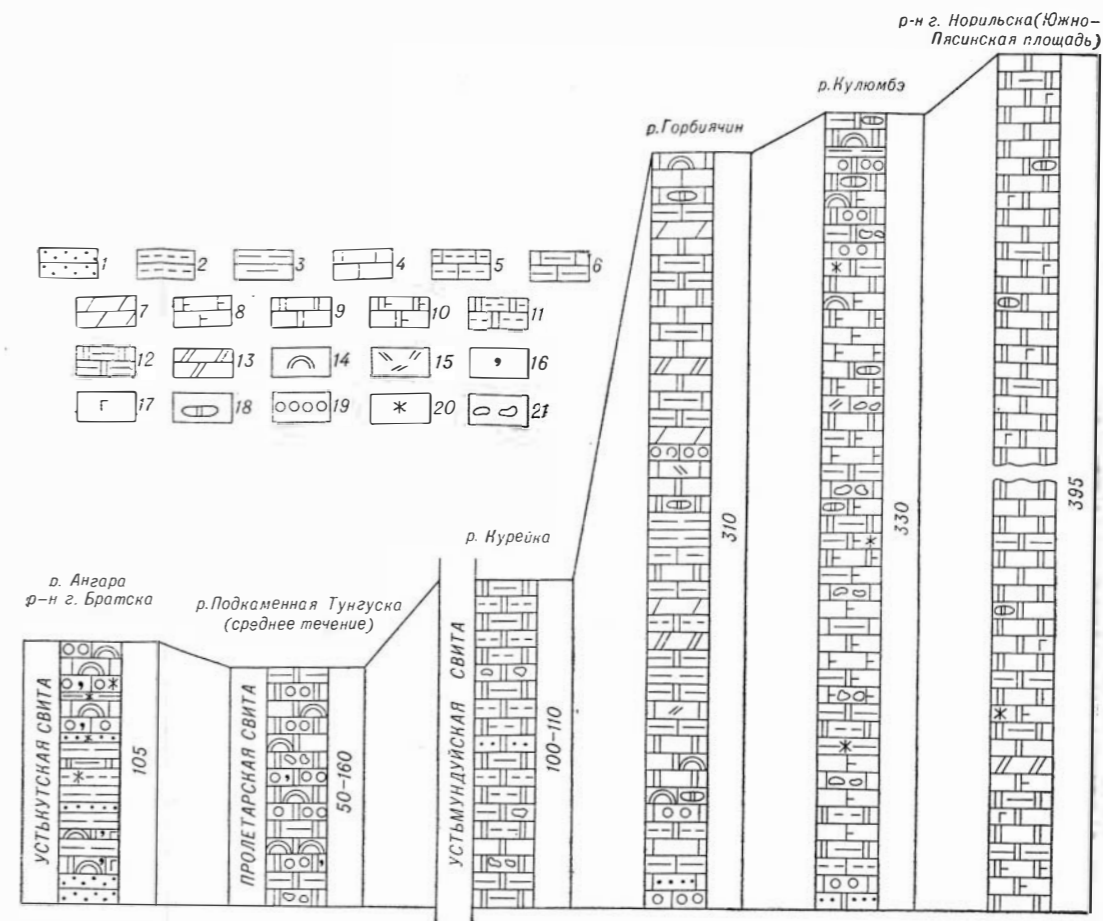 р-н г. Норильска (Южно-
Пясинская площадь)
р. Кулюмбэ
р. Горбиячин
1 2 3 4 5 6
7 8 9 10 11
12 13 14 15 16
17 18 19 20 21
р. Курейка
р. Ангара
р-н г. Братска
р. Подкаменная Тунгуска
(среднее течение)
УСТЬКУТСКАЯ СВИТА
105
ПРОЛЕТАРСКАЯ СВИТА
50-160
УСТЬМУНДУЙСКАЯ СВИТА
100-110
310
330
395